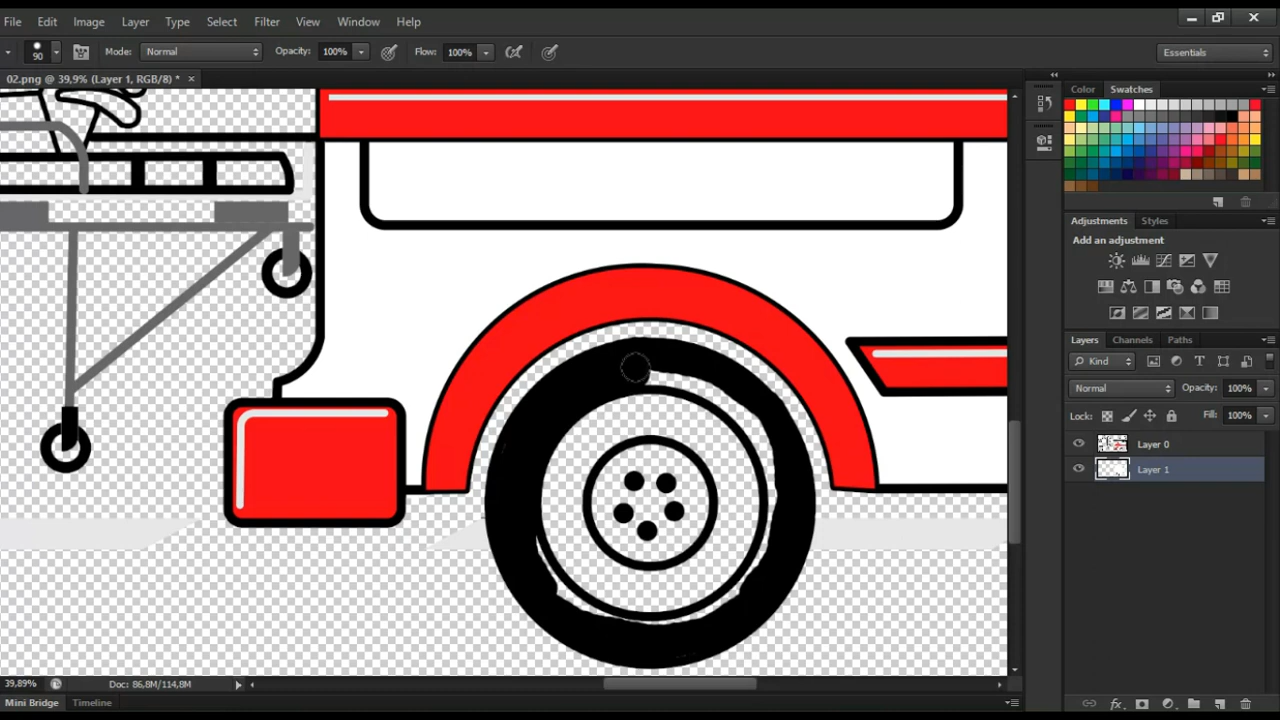 File Edit Image Layer Type Select Filter View Window Help
90 Mode: Normal Opacity: 100% Flow: 100% Essentials
02.png @ 39,9% (Layer 1, RGB/8) * ×
Color Swatches
Adjustments Styles
Add an adjustment
Layers Channels Paths
Kind
Normal Opacity: 100%
Lock: Fill: 100%
Layer 0
Layer 1
39,89% Doc: 86,8M/114,8M
Mini Bridge Timeline